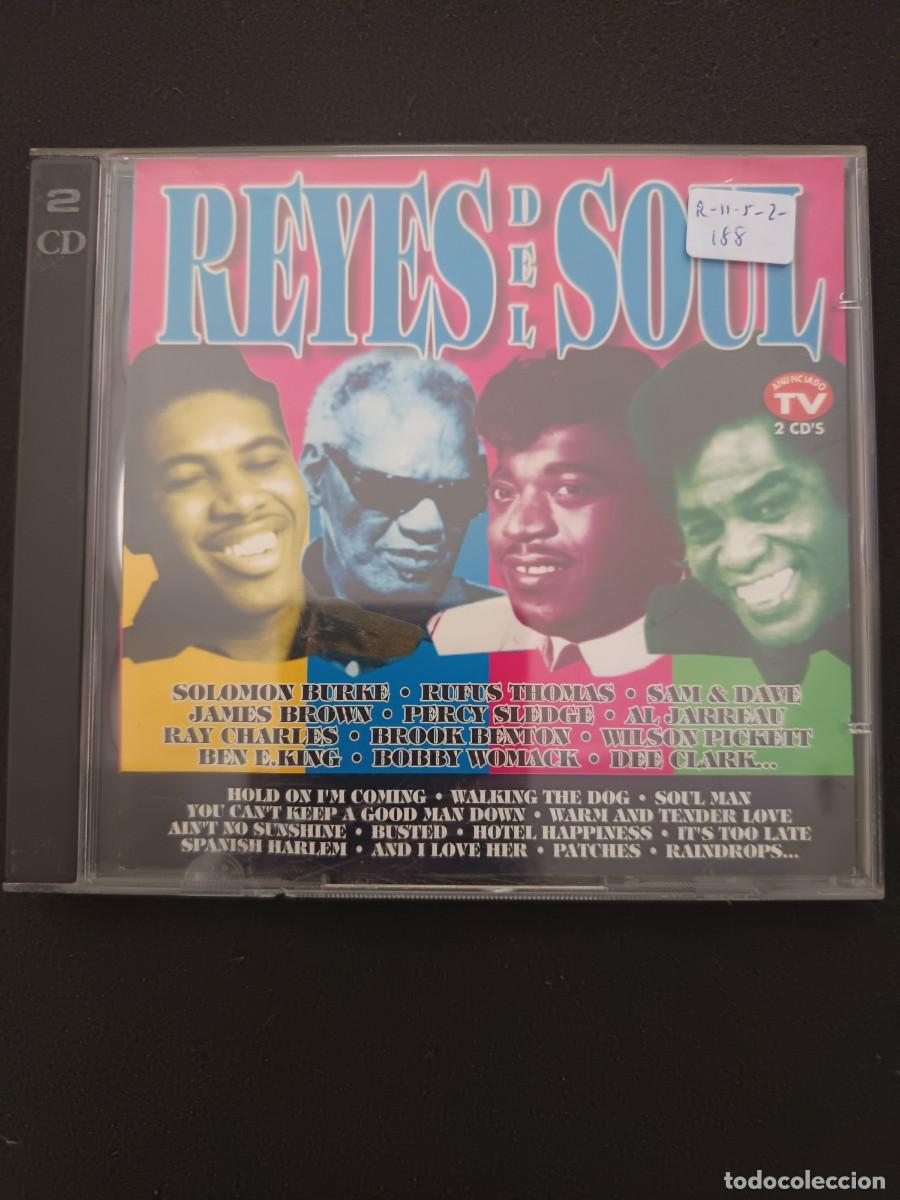 2
CD
REYES DEL SOUL
R-11-5-2-
188
ANUNCIADO
TV
2 CD'S
SOLOMON BURKE • RUFUS THOMAS • SAM & DAVE
JAMES BROWN • PERCY SLEDGE • AL JARREAU
RAY CHARLES • BROOK BENTON • WILSON PICKETT
BEN E.KING • BOBBY WOMACK • DEE CLARK...
HOLD ON I'M COMING • WALKING THE DOG • SOUL MAN
YOU CAN'T KEEP A GOOD MAN DOWN • WARM AND TENDER LOVE
AIN'T NO SUNSHINE • BUSTED • HOTEL HAPPINESS • IT'S TOO LATE
SPANISH HARLEM • AND I LOVE HER • PATCHES • RAINDROPS...
todocoleccion